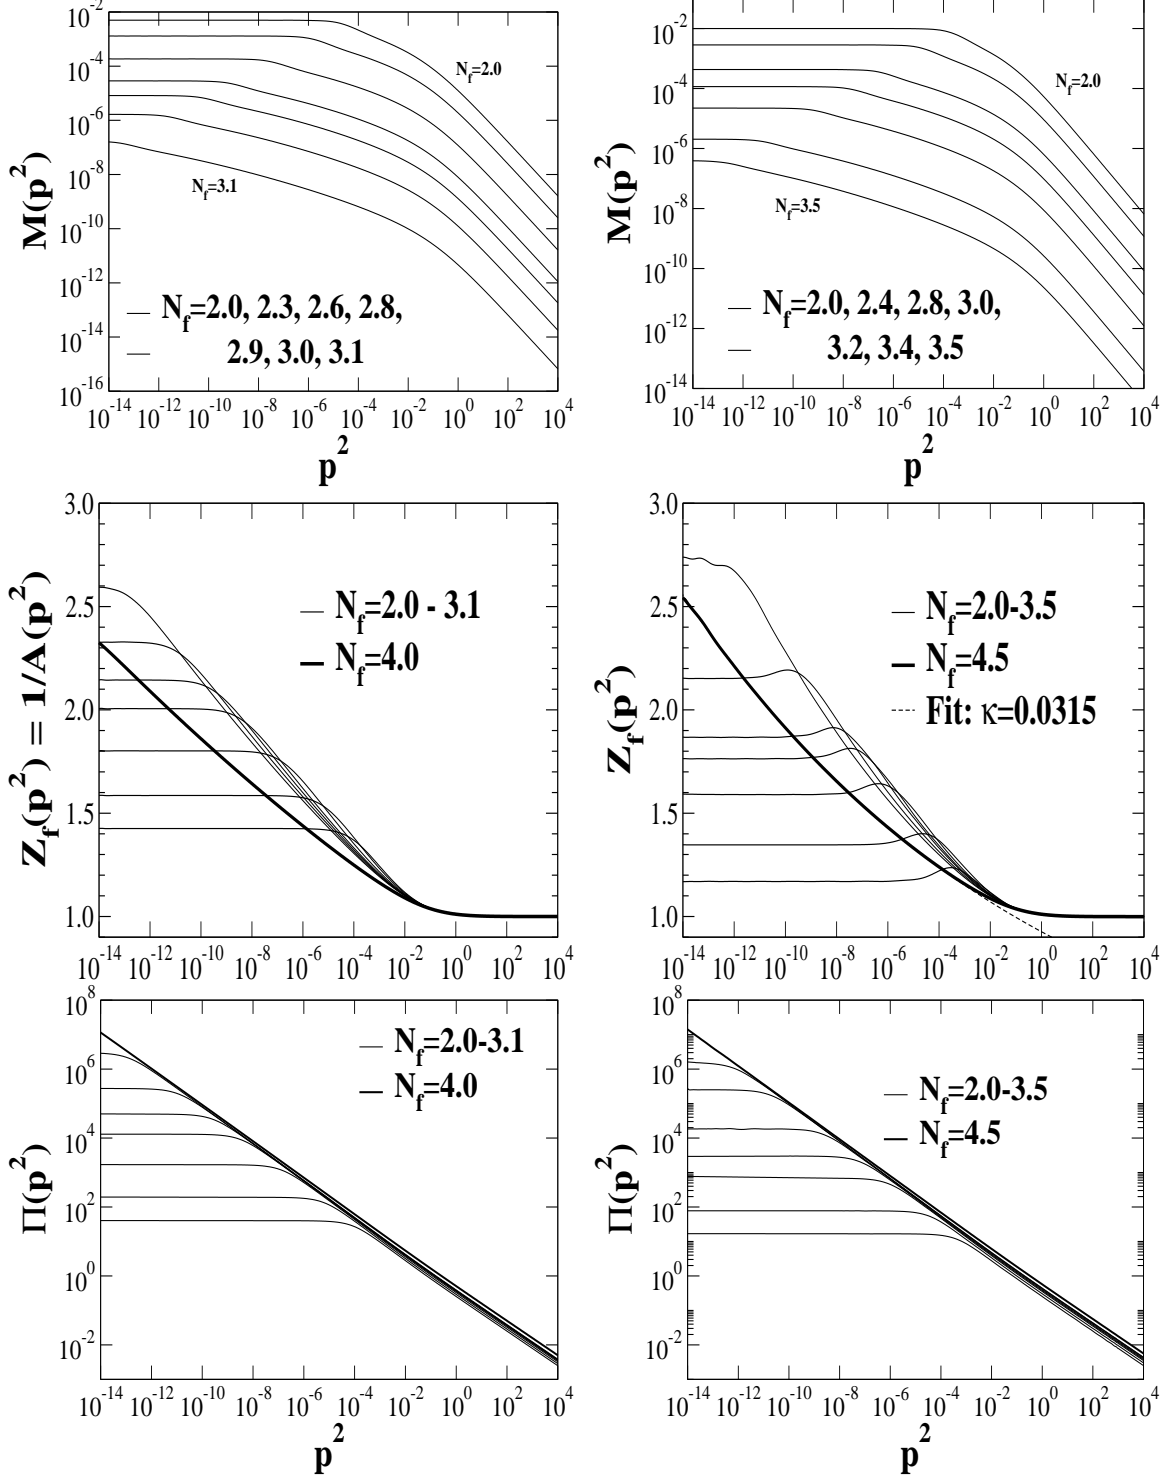 10^-2
10^-4
10^-6
10^-8
10^-10
10^-12
10^-14
10^-16
M(p^2)
N_f=2.0
N_f=3.1
N_f=2.0, 2.3, 2.6, 2.8,
2.9, 3.0, 3.1
10^-14 10^-12 10^-10 10^-8 10^-6 10^-4 10^-2 10^0 10^2 10^4
p^2
10^-2
10^-4
10^-6
10^-8
10^-10
10^-12
10^-14
M(p^2)
N_f=2.0
N_f=3.5
N_f=2.0, 2.4, 2.8, 3.0,
3.2, 3.4, 3.5
10^-14 10^-12 10^-10 10^-8 10^-6 10^-4 10^-2 10^0 10^2 10^4
p^2
3.0
2.5
2.0
1.5
1.0
Z_f(p^2) = 1/A(p^2)
N_f=2.0 - 3.1
N_f=4.0
10^-14 10^-12 10^-10 10^-8 10^-6 10^-4 10^-2 10^0 10^2 10^4
3.0
2.5
2.0
1.5
1.0
Z_f(p^2)
N_f=2.0-3.5
N_f=4.5
Fit: κ=0.0315
10^-14 10^-12 10^-10 10^-8 10^-6 10^-4 10^-2 10^0 10^2 10^4
10^8
10^6
10^4
10^2
10^0
10^-2
Π(p^2)
N_f=2.0-3.1
N_f=4.0
10^-14 10^-12 10^-10 10^-8 10^-6 10^-4 10^-2 10^0 10^2 10^4
p^2
10^8
10^6
10^4
10^2
10^0
10^-2
Π(p^2)
N_f=2.0-3.5
N_f=4.5
10^-14 10^-12 10^-10 10^-8 10^-6 10^-4 10^-2 10^0 10^2 10^4
p^2